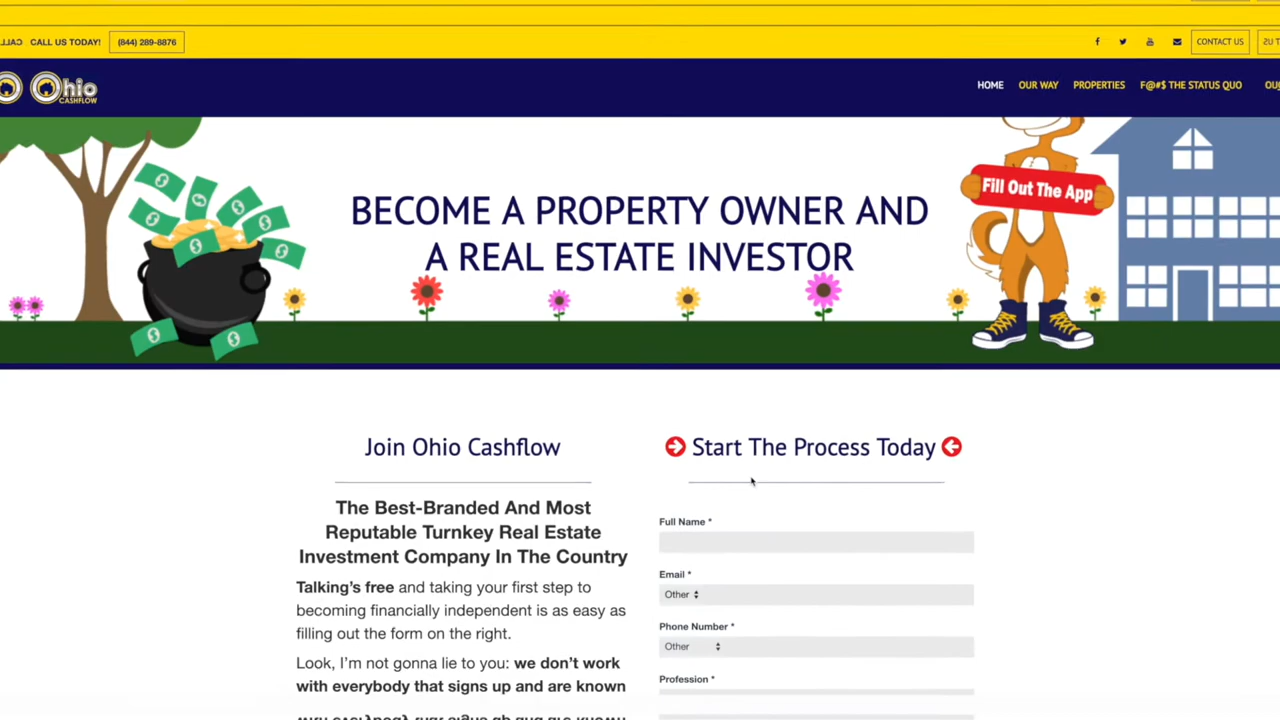 CALL US TODAY! (844) 289-8876
CONTACT US
Ohio
CASHFLOW
HOME OUR WAY PROPERTIES F@#$ THE STATUS QUO
Fill Out The App
BECOME A PROPERTY OWNER AND
A REAL ESTATE INVESTOR
Join Ohio Cashflow
The Best-Branded And Most
Reputable Turnkey Real Estate
Investment Company In The Country
Talking's free and taking your first step to
becoming financially independent is as easy as
filling out the form on the right.
Look, I'm not gonna lie to you: we don't work
with everybody that signs up and are known
Start The Process Today
Full Name *
Email *
Other
Phone Number *
Other
Profession *